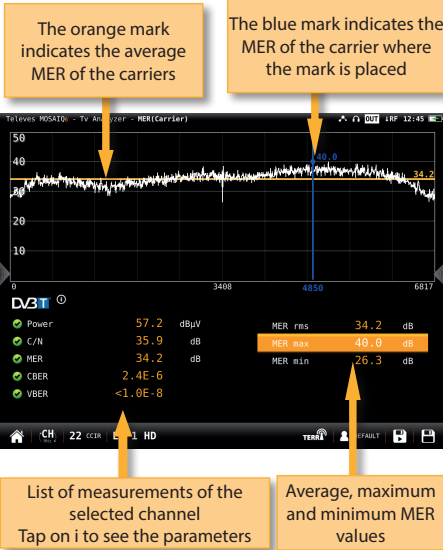 The orange mark
indicates the average
MER of the carriers
The blue mark indicates the
MER of the carrier where
the mark is placed
Televes MOSAIQ6 - Tv An yzer - MER(Carrier)
OUT ↓RF 12:45
50
40
30
20
10
40.0
34.2
0 3408 4850 6817
DVB T i
Power 57.2 dBµV
C/N 35.9 dB
MER 34.2 dB
CBER 2.4E-6
VBER <1.0E-8
MER rms 34.2 dB
MER max 40.0 dB
MER min 26.3 dB
CH 22 CCIR 1 HD TERR EFAULT
List of measurements of the
selected channel
Tap on i to see the parameters
Average, maximum
and minimum MER
values